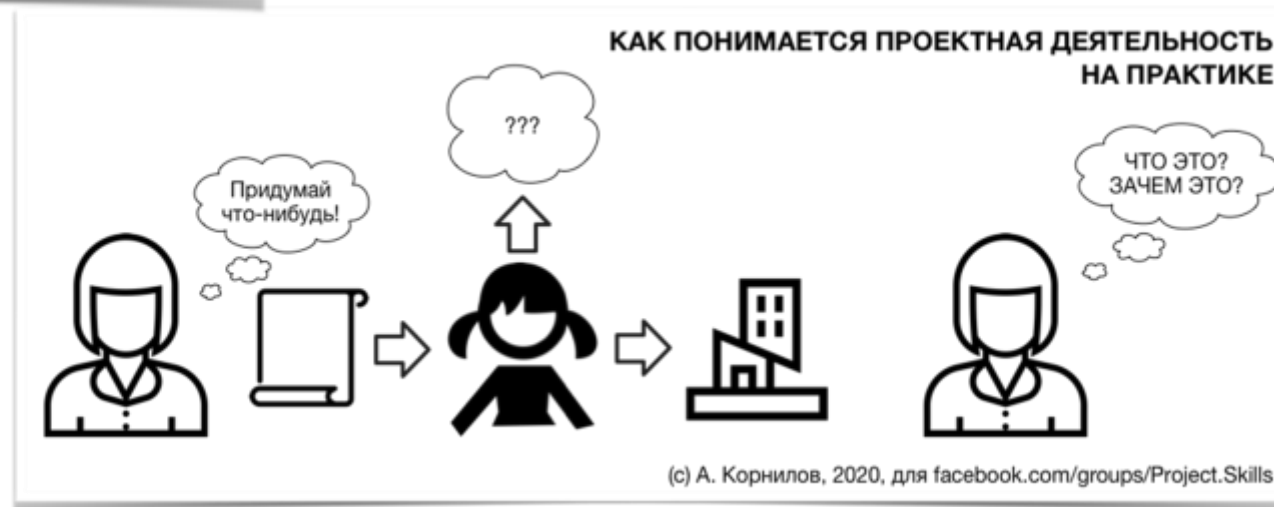 КАК ПОНИМАЕТСЯ ПРОЕКТНАЯ ДЕЯТЕЛЬНОСТЬ
НА ПРАКТИКЕ
Придумай
что-нибудь!
???
ЧТО ЭТО?
ЗАЧЕМ ЭТО?
(с) А. Корнилов, 2020, для facebook.com/groups/Project.Skills